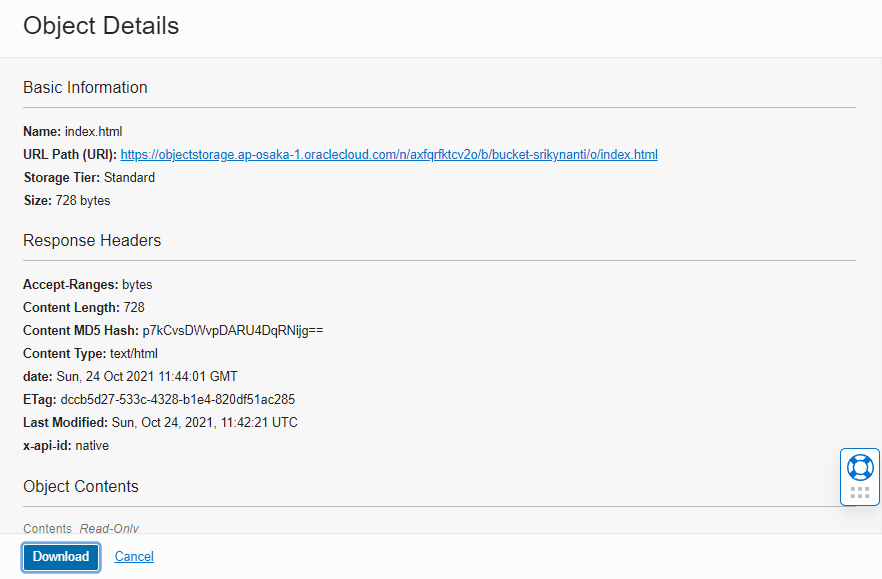 Object Details
Basic Information
Name: index.html
URL Path (URI): https://objectstorage.ap-osaka-1.oraclecloud.com/n/axfqrfktcv2o/b/bucket-srikynanti/o/index.html
Storage Tier: Standard
Size: 728 bytes
Response Headers
Accept-Ranges: bytes
Content Length: 728
Content MD5 Hash: p7kCvsDWvpDARU4DqRNijg==
Content Type: text/html
date: Sun, 24 Oct 2021 11:44:01 GMT
ETag: dccb5d27-533c-4328-b1e4-820df51ac285
Last Modified: Sun, Oct 24, 2021, 11:42:21 UTC
x-api-id: native
Object Contents
Contents Read-Only
Download Cancel